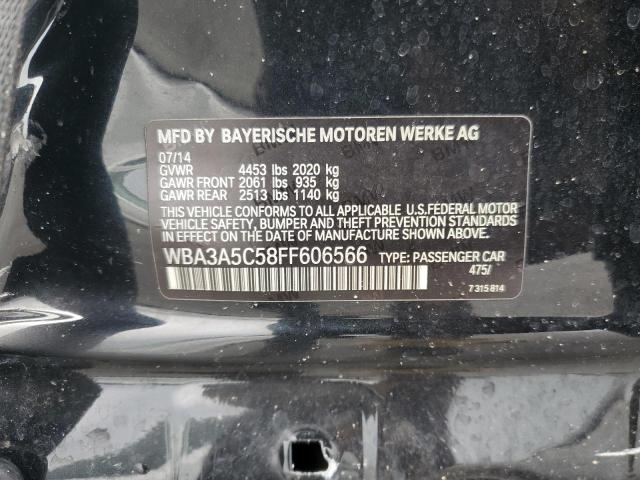 MFD BY BAYERISCHE MOTOREN WERKE AG
07/14
GVWR 4453 lbs 2020 kg
GAWR FRONT 2061 lbs 935 kg
GAWR REAR 2513 lbs 1140 kg
THIS VEHICLE CONFORMS TO ALL APPLICABLE U.S.FEDERAL MOTOR
VEHICLE SAFETY, BUMPER AND THEFT PREVENTION STANDARDS
IN EFFECT ON THE DATE OF MANUFACTURE SHOWN ABOVE.
WBA3A5C58FF606566 TYPE: PASSENGER CAR
475/
7 315 814